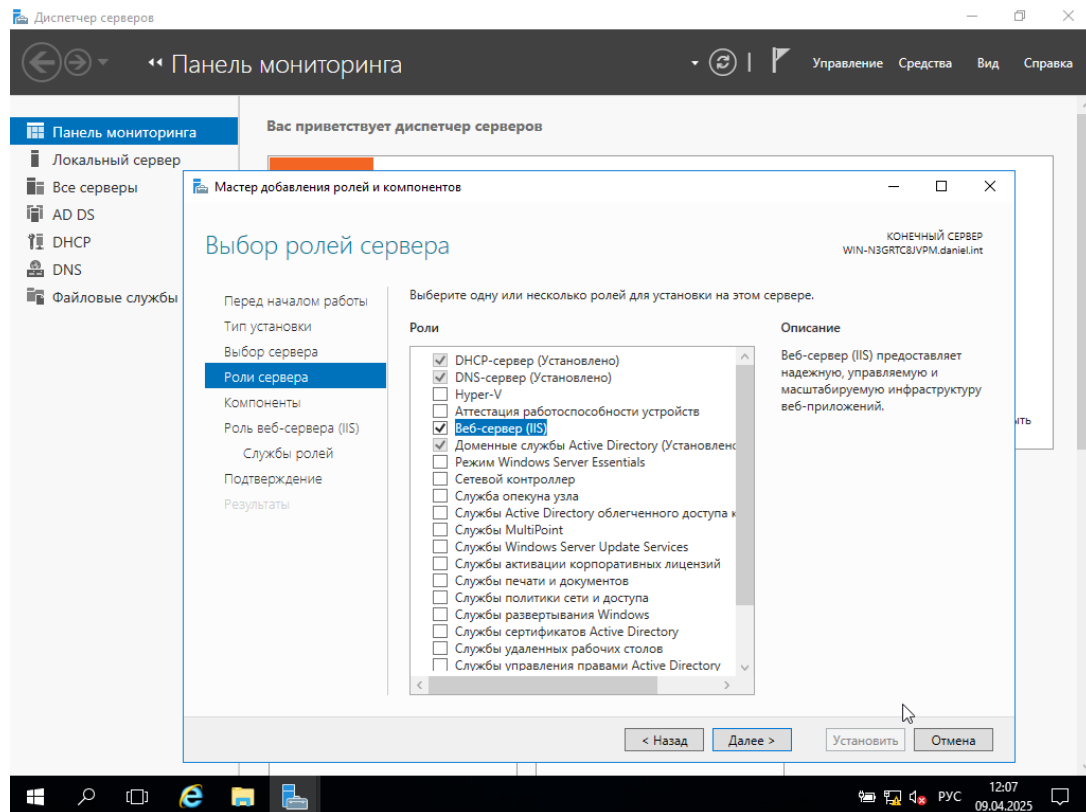 Диспетчер серверов
Панель мониторинга
Управление Средства Вид Справка
Панель мониторинга
Локальный сервер
Все серверы
AD DS
DHCP
DNS
Файловые службы
Вас приветствует диспетчер серверов
Мастер добавления ролей и компонентов
Выбор ролей сервера
КОНЕЧНЫЙ СЕРВЕР
WIN-N3GRTC8JVPM.daniel.int
Перед началом работы
Тип установки
Выбор сервера
Роли сервера
Компоненты
Роль веб-сервера (IIS)
Службы ролей
Подтверждение
Результаты
Выберите одну или несколько ролей для установки на этом сервере.
Роли
DHCP-сервер (Установлено)
DNS-сервер (Установлено)
Hyper-V
Аттестация работоспособности устройств
Веб-сервер (IIS)
Доменные службы Active Directory (Установлено
Режим Windows Server Essentials
Сетевой контроллер
Служба опекуна узла
Службы Active Directory облегченного доступа к
Службы MultiPoint
Службы Windows Server Update Services
Службы активации корпоративных лицензий
Службы печати и документов
Службы политики сети и доступа
Службы развертывания Windows
Службы сертификатов Active Directory
Службы удаленных рабочих столов
Службы управления правами Active Directory
Описание
Веб-сервер (IIS) предоставляет
надежную, управляемую и
масштабируемую инфраструктуру
веб-приложений.
ыть
< Назад Далее > Установить Отмена
РУС
12:07
09.04.2025